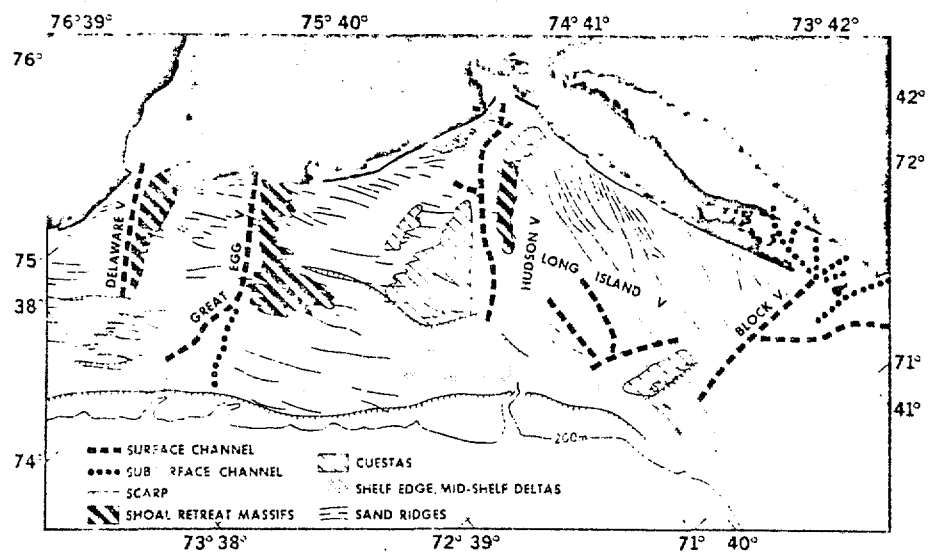 76° 39° 75° 40° 74° 41° 73° 42°
76°
42°
72°
DELAWARE V
EGG V
GREAT
HUDSON V
LONG ISLAND V
BLOCK V.
75
38
71°
41°
200m
74°
SURFACE CHANNEL
SUB RFACE CHANNEL
SCARP
SHOAL RETREAT MASSIFS
CUESTAS
SHELF EDGE, MID-SHELF DELTAS
SAND RIDGES
73° 38° 72° 39° 71° 40°